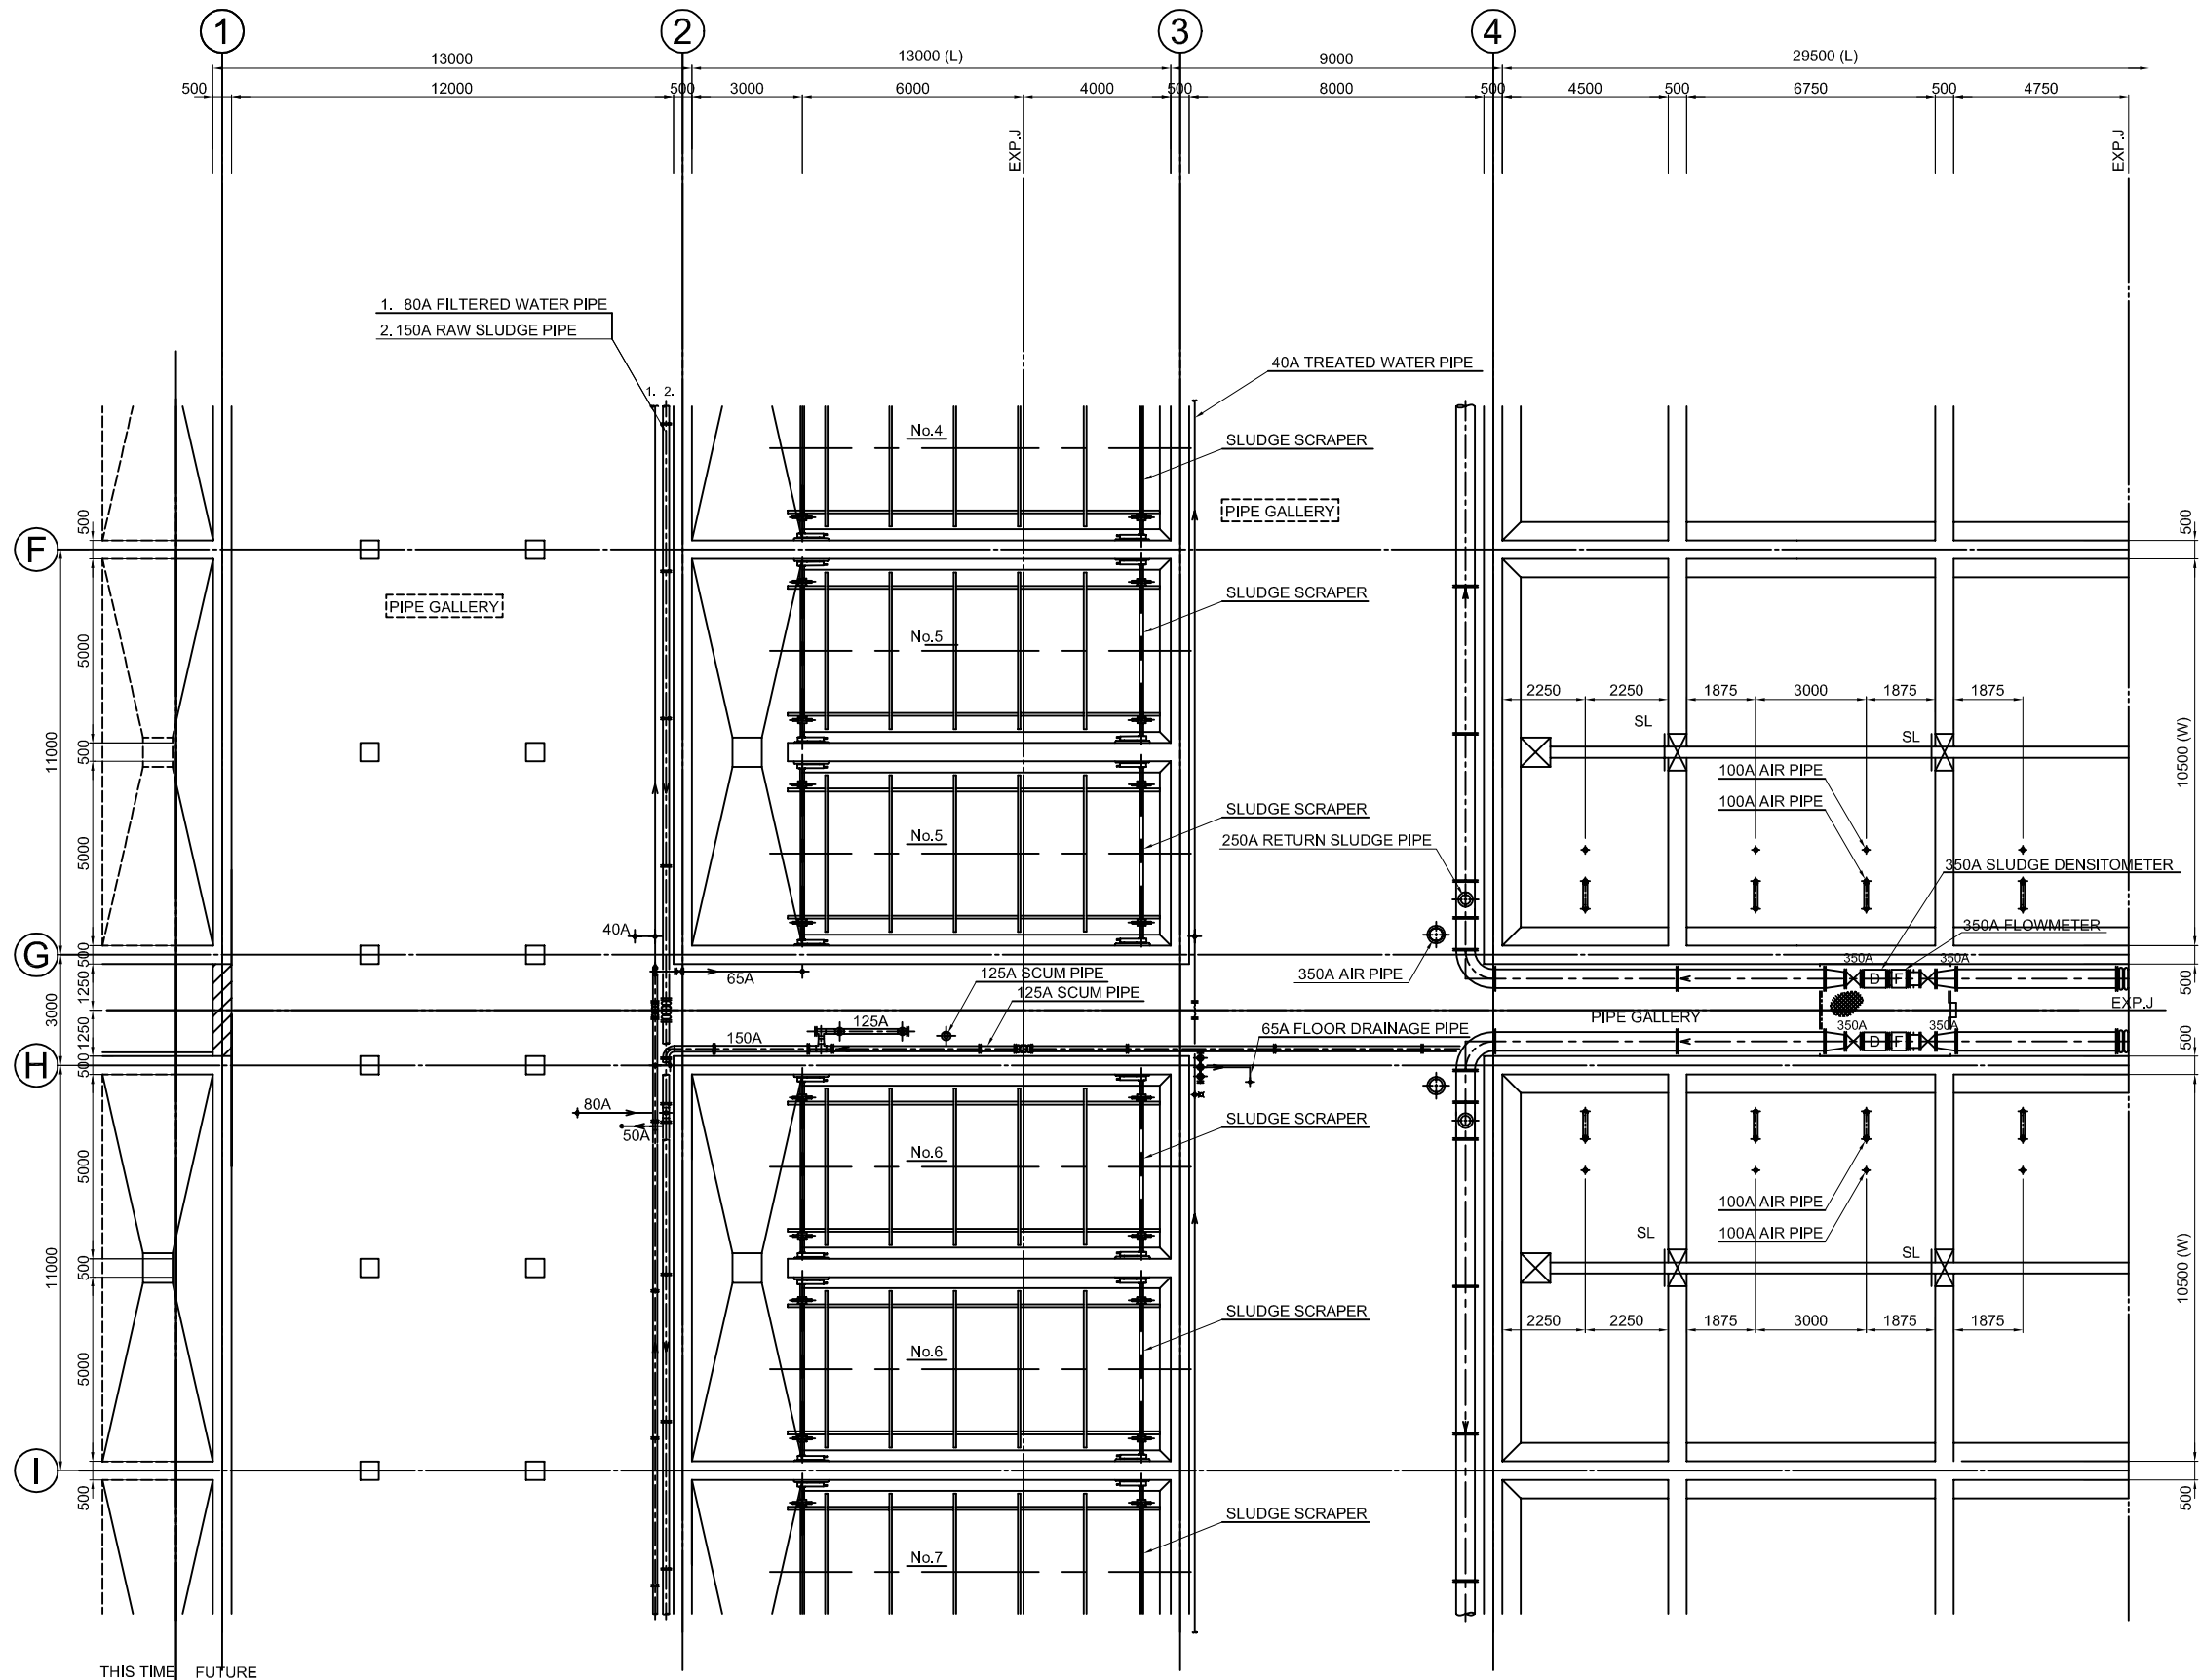 1
2
3
4
13000
13000 (L)
9000
29500 (L)
500
12000
500
3000
6000
4000
500
8000
500
4500
500
6750
500
4750
EXP.J
EXP.J
1. 80A FILTERED WATER PIPE
2. 150A RAW SLUDGE PIPE
1. 2.
40A TREATED WATER PIPE
No.4
SLUDGE SCRAPER
PIPE GALLERY
500
500
F
PIPE GALLERY
SLUDGE SCRAPER
No.5
5000
11000
500
5000
2250
2250
1875
3000
1875
1875
SL
SL
10500 (W)
100A AIR PIPE
100A AIR PIPE
SLUDGE SCRAPER
No.5
250A RETURN SLUDGE PIPE
350A SLUDGE DENSITOMETER
350A FLOWMETER
40A
G
500
65A
125A SCUM PIPE
125A SCUM PIPE
350A AIR PIPE
350A
350A
D
F
500
1250
3000
1250
EXP.J
PIPE GALLERY
125A
150A
65A FLOOR DRAINAGE PIPE
350A
350A
D
F
500
H
500
80A
50A
SLUDGE SCRAPER
No.6
5000
11000
500
5000
100A AIR PIPE
100A AIR PIPE
SL
SL
10500 (W)
SLUDGE SCRAPER
2250
2250
1875
3000
1875
1875
No.6
I
500
500
SLUDGE SCRAPER
No.7
THIS TIME
FUTURE